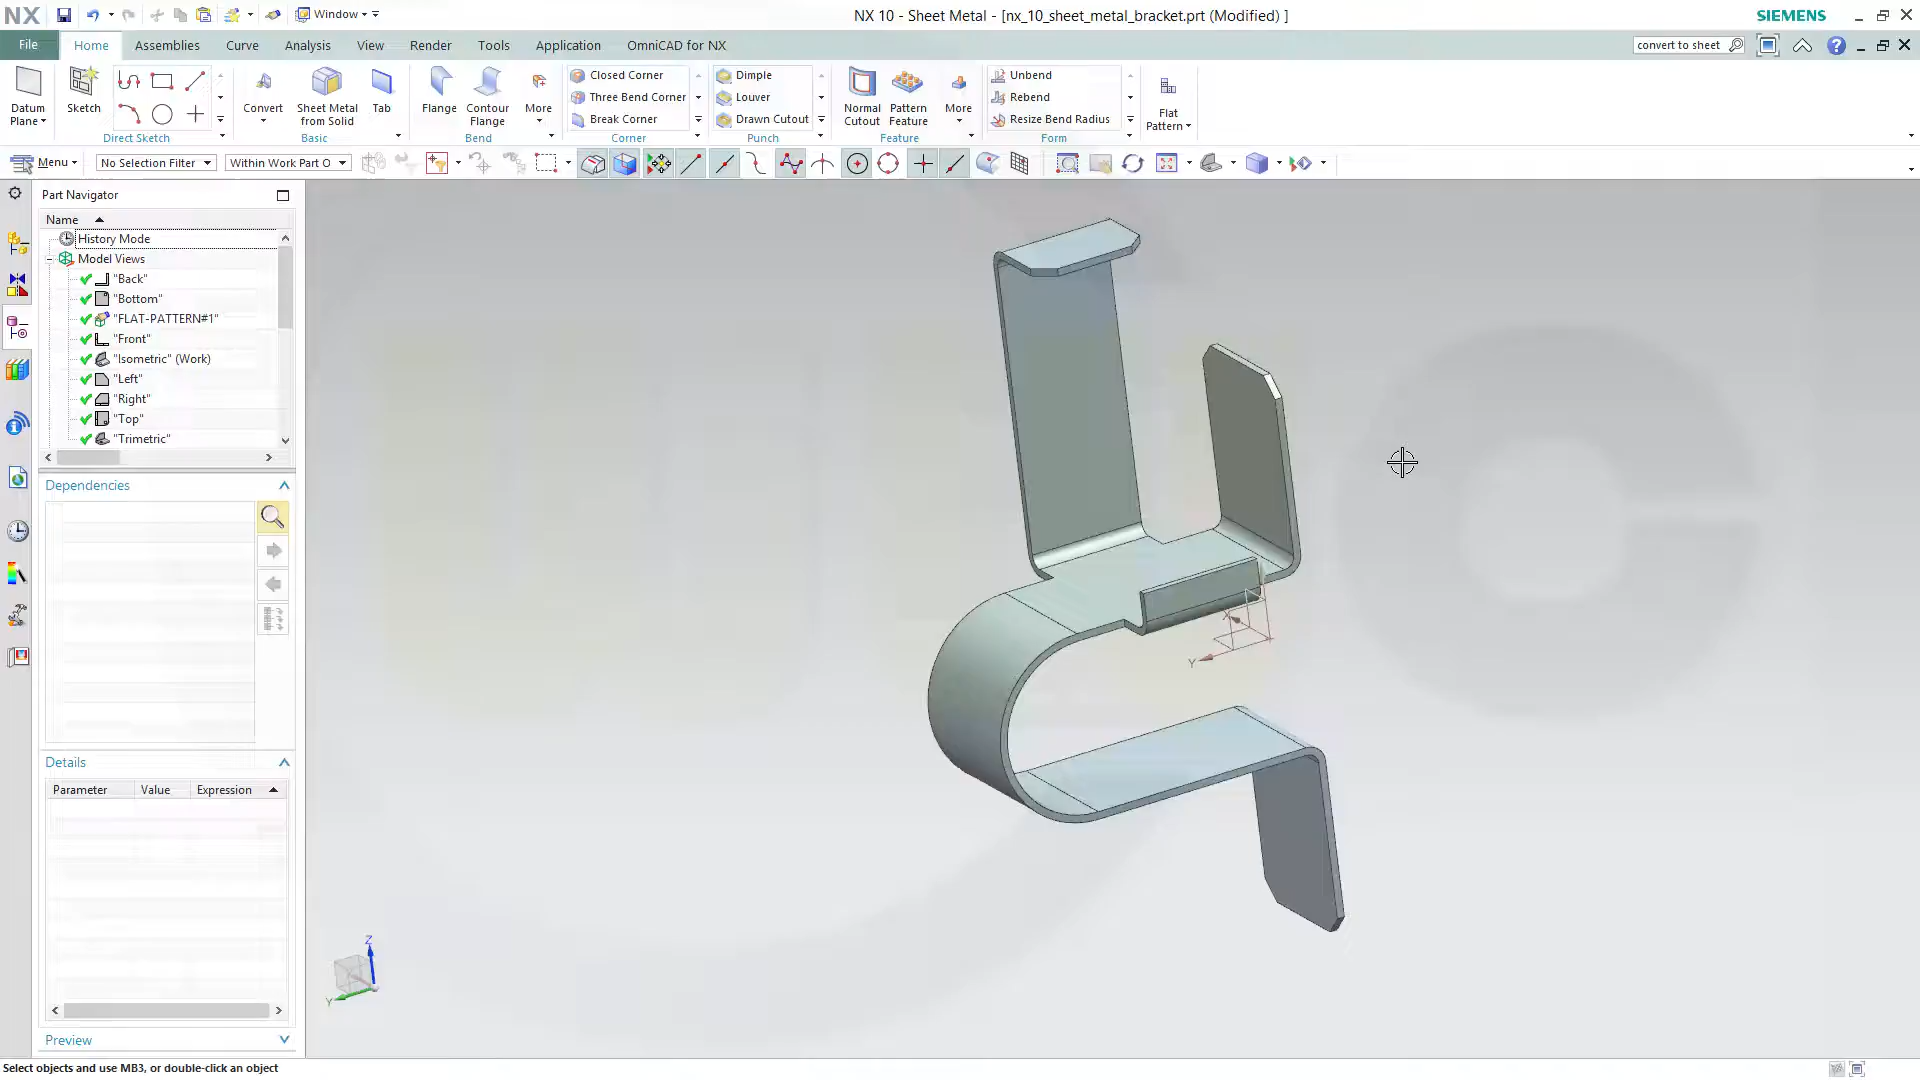 NX Window NX 10 - Sheet Metal - [nx_10_sheet_metal_bracket.prt (Modified) ] SIEMENS
File Home Assemblies Curve Analysis View Render Tools Application OmniCAD for NX convert to sheet
Datum Plane
Sketch
Direct Sketch
Convert
Sheet Metal from Solid
Tab
Basic
Flange
Contour Flange
More
Bend
Closed Corner
Three Bend Corner
Break Corner
Corner
Dimple
Louver
Drawn Cutout
Punch
Normal Cutout
Pattern Feature
More
Feature
Unbend
Rebend
Resize Bend Radius
Form
Flat Pattern
Menu No Selection Filter Within Work Part O
Part Navigator
Name
History Mode
Model Views
"Back"
"Bottom"
"FLAT-PATTERN#1"
"Front"
"Isometric" (Work)
"Left"
"Right"
"Top"
"Trimetric"
Dependencies
Details
Parameter Value Expression
Preview
X
Y
Z
Y
Select objects and use MB3, or double-click an object